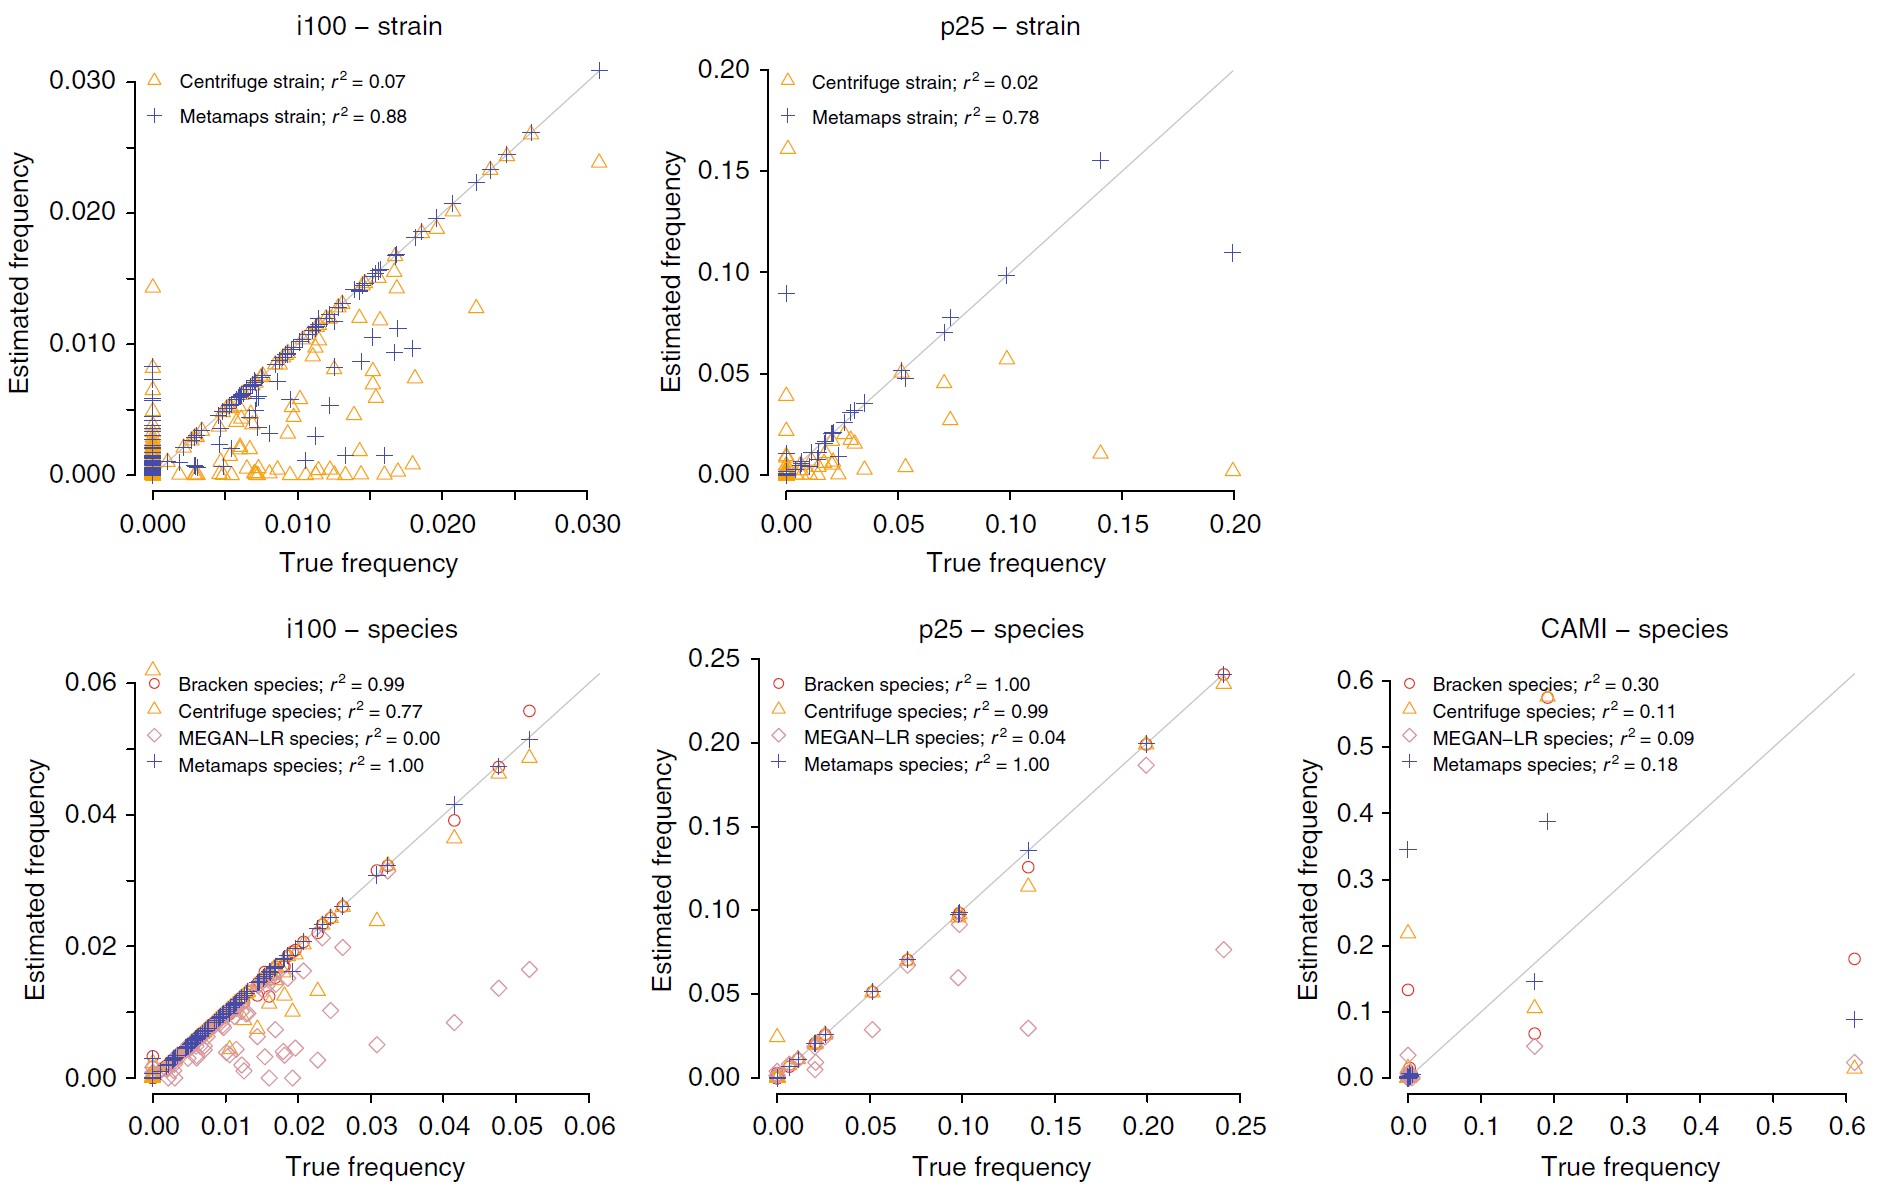 i100 – strain
Centrifuge strain; r² = 0.07
Metamaps strain; r² = 0.88
Estimated frequency
0.030
0.020
0.010
0.000
0.000 0.010 0.020 0.030
True frequency
p25 – strain
Centrifuge strain; r² = 0.02
Metamaps strain; r² = 0.78
Estimated frequency
0.20
0.15
0.10
0.05
0.00
0.00 0.05 0.10 0.15 0.20
True frequency
i100 – species
Bracken species; r² = 0.99
Centrifuge species; r² = 0.77
MEGAN–LR species; r² = 0.00
Metamaps species; r² = 1.00
Estimated frequency
0.06
0.04
0.02
0.00
0.00 0.01 0.02 0.03 0.04 0.05 0.06
True frequency
p25 – species
Bracken species; r² = 1.00
Centrifuge species; r² = 0.99
MEGAN–LR species; r² = 0.04
Metamaps species; r² = 1.00
Estimated frequency
0.25
0.20
0.15
0.10
0.05
0.00
0.00 0.05 0.10 0.15 0.20 0.25
True frequency
CAMI – species
Bracken species; r² = 0.30
Centrifuge species; r² = 0.11
MEGAN–LR species; r² = 0.09
Metamaps species; r² = 0.18
Estimated frequency
0.6
0.5
0.4
0.3
0.2
0.1
0.0
0.0 0.1 0.2 0.3 0.4 0.5 0.6
True frequency